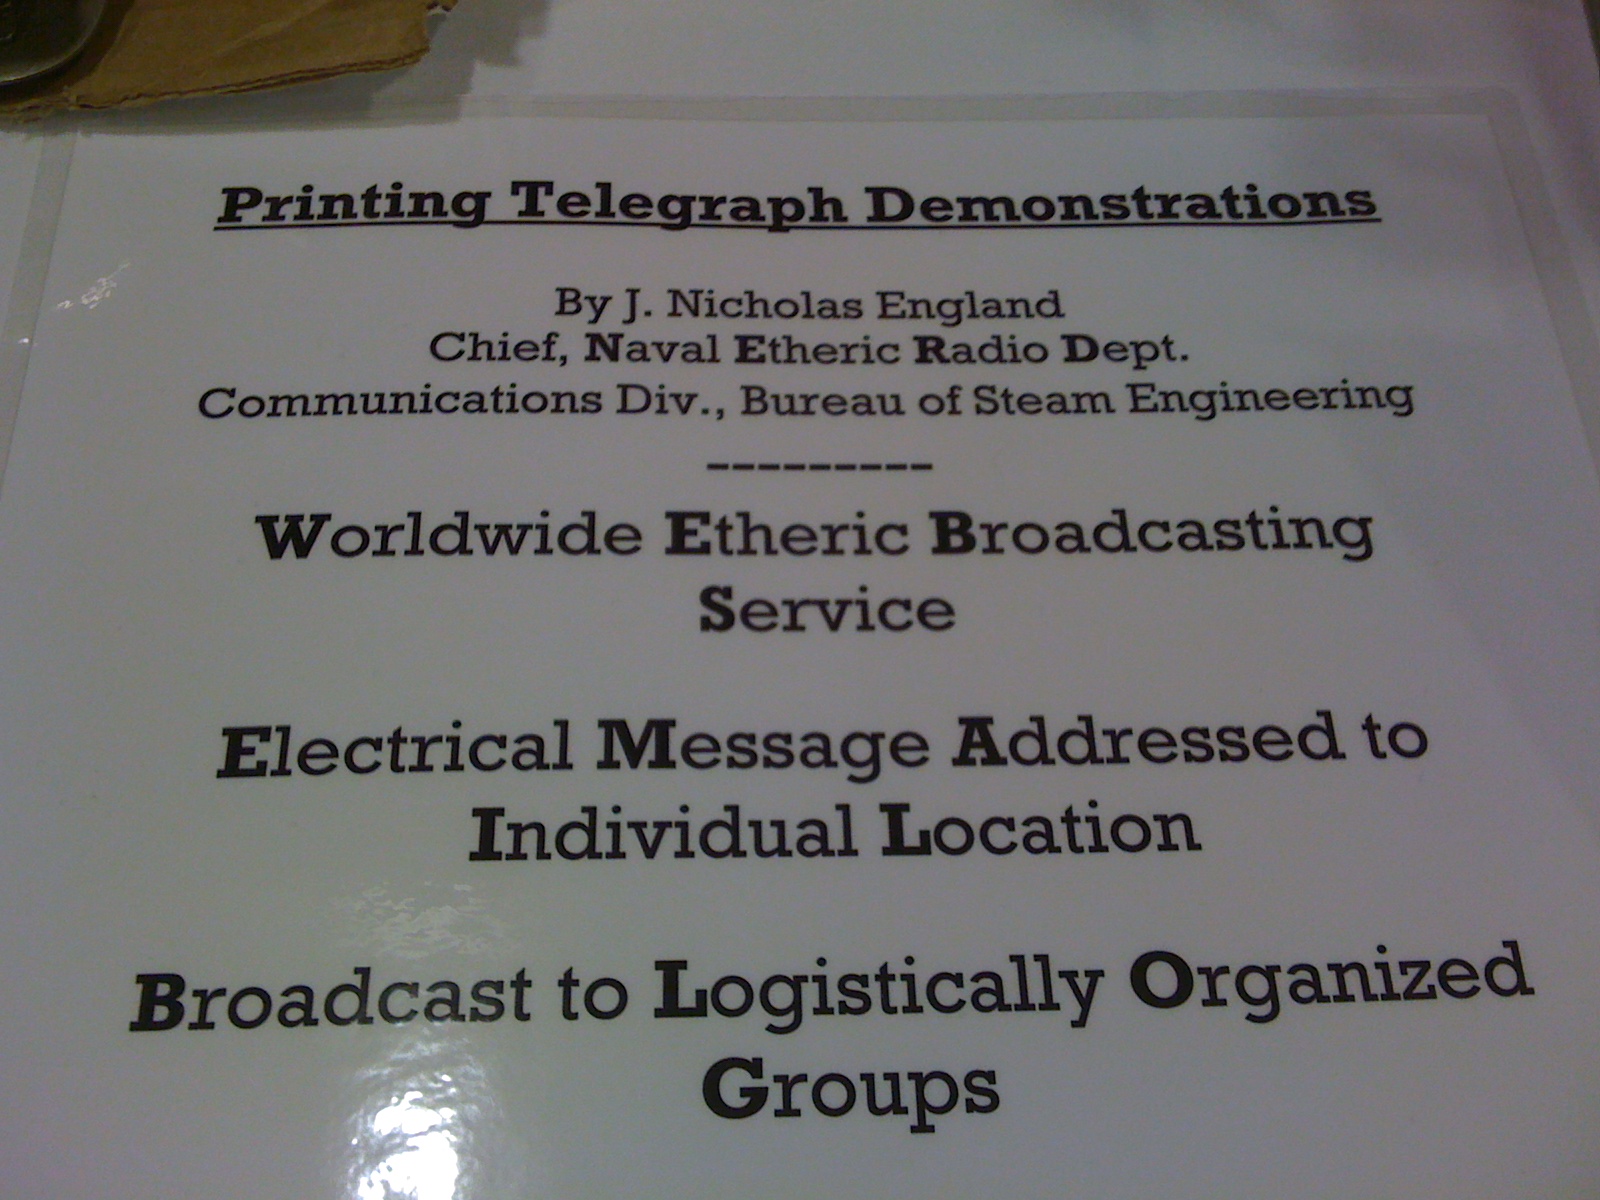 Printing Telegraph Demonstrations
By J. Nicholas England
Chief, Naval Etheric Radio Dept.
Communications Div., Bureau of Steam Engineering
---------
Worldwide Etheric Broadcasting
Service
Electrical Message Addressed to
Individual Location
Broadcast to Logistically Organized
Groups